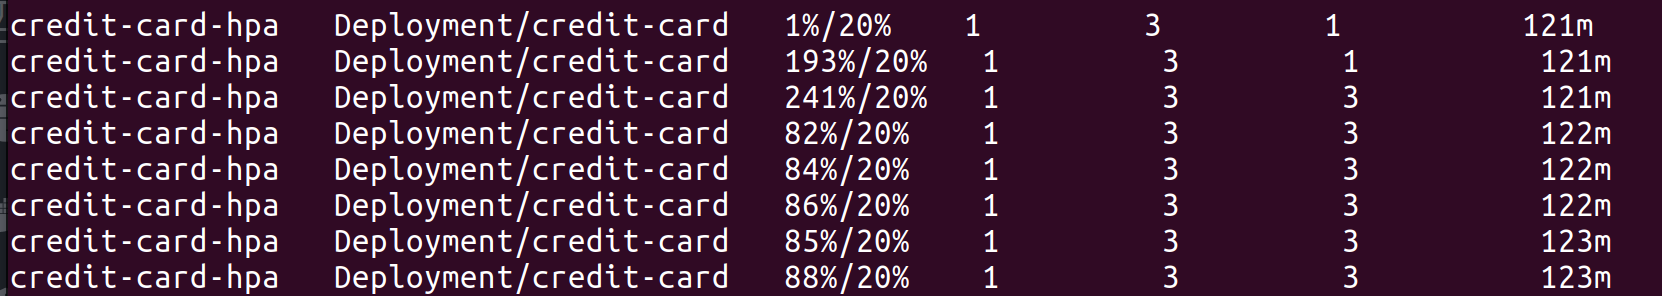 credit-card-hpa   Deployment/credit-card   1%/20%    1         3         1          121m
credit-card-hpa   Deployment/credit-card   193%/20%   1         3         1          121m
credit-card-hpa   Deployment/credit-card   241%/20%   1         3         3          121m
credit-card-hpa   Deployment/credit-card   82%/20%    1         3         3          122m
credit-card-hpa   Deployment/credit-card   84%/20%    1         3         3          122m
credit-card-hpa   Deployment/credit-card   86%/20%    1         3         3          122m
credit-card-hpa   Deployment/credit-card   85%/20%    1         3         3          123m
credit-card-hpa   Deployment/credit-card   88%/20%    1         3         3          123m